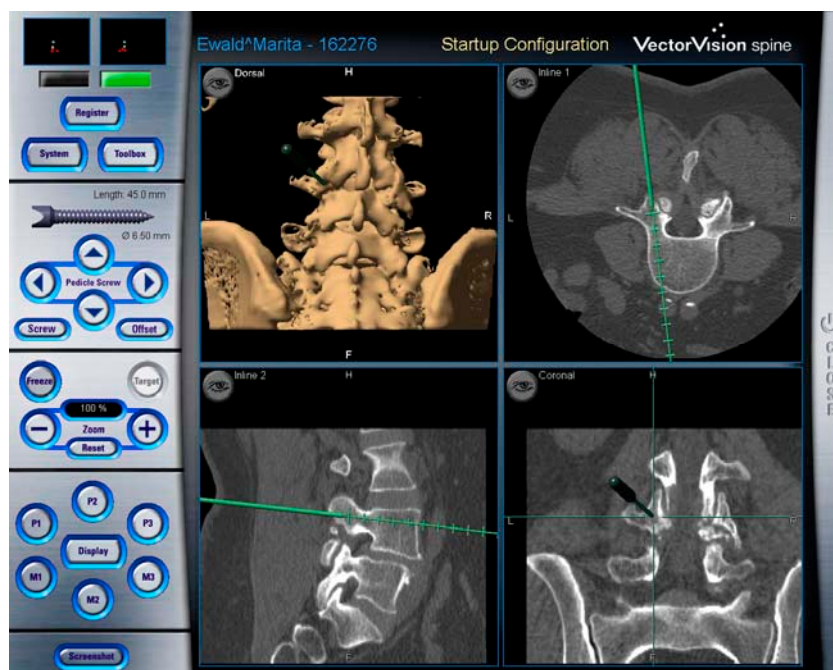 Ewald^Marita - 162276
Startup Configuration
VectorVision spine
Register
System
Toolbox
Length: 45.0 mm
Ø 6.50 mm
Pedicle Screw
Screw
Offset
Freeze
Target
100 %
Zoom
Reset
P2
P1
P3
Display
M1
M3
M2
Screenshot
Dorsal
H
L
R
F
Inline 1
L
Inline 2
H
F
Coronal
H
L
R
F